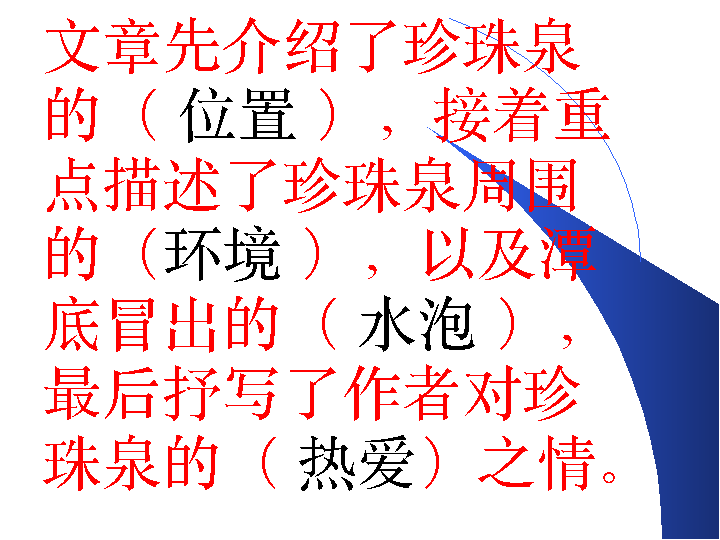 文章先介绍了珍珠泉
的（ 位置 ），接着重
点描述了珍珠泉周围
的（环境 ），以及潭
底冒出的（ 水泡 ），
最后抒写了作者对珍
珠泉的（ 热爱）之情。